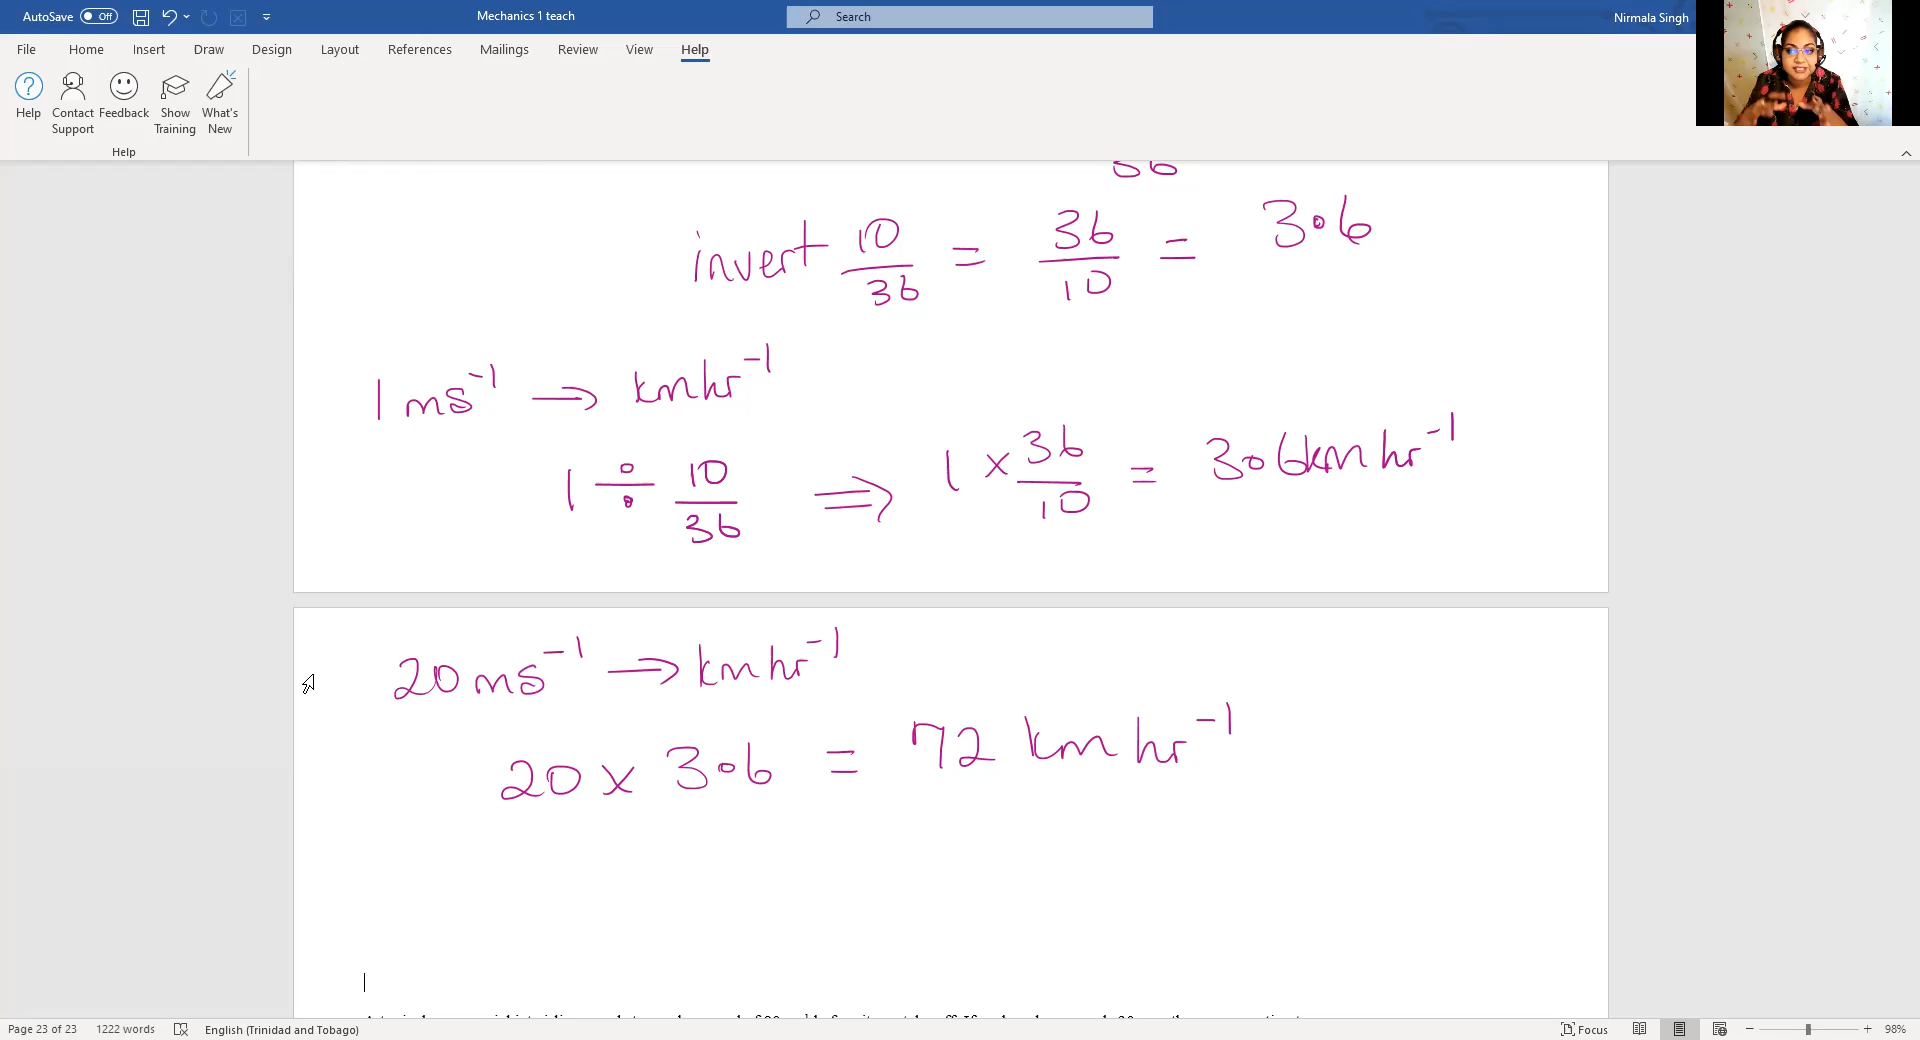 AutoSave Off Mechanics 1 teach Search Nirmala Singh
File Home Insert Draw Design Layout References Mailings Review View Help
Help Contact Support Feedback Show Training What's New
Help
36
invert 10/36 = 36/10 = 3.6
1 ms⁻¹ → km hr⁻¹
1 ÷ 10/36 ⇒ 1 × 36/10 = 3.6 km hr⁻¹
20 ms⁻¹ → km hr⁻¹
20 × 3.6 = 72 km hr⁻¹
Page 23 of 23 1222 words English (Trinidad and Tobago) Focus 98%